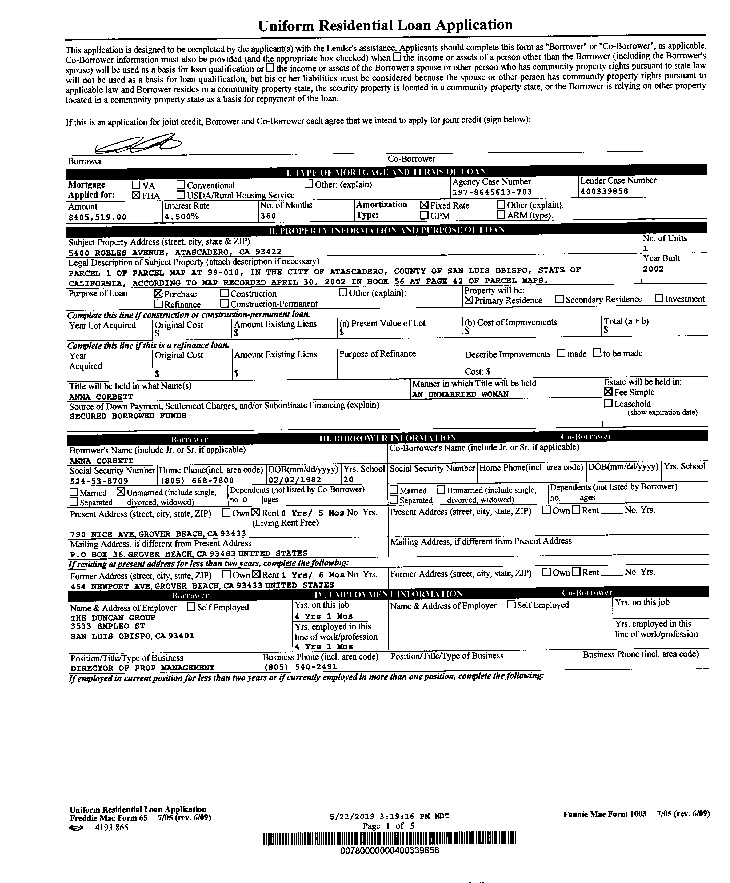 Uniform Residential Loan Application
This application is designed to be completed by the applicant(s) with the Lender's assistance. Applicants should complete this form as "Borrower" or "Co-Borrower", as applicable.
Co-Borrower information must also be provided (and the appropriate box checked) when ☐ the income or assets of a person other than the Borrower (including the Borrower's
spouse) will be used as a basis for loan qualification or ☐ the income or assets of the Borrower's spouse or other person who has community property rights pursuant to state law
will not be used as a basis for loan qualification, but his or her liabilities must be considered because the spouse or other person has community property rights pursuant to
applicable law and Borrower resides in a community property state, the security property is located in a community property state, or the Borrower is relying on other property
located in a community property state as a basis for repayment of the loan.
If this is an application for joint credit, Borrower and Co-Borrower each agree that we intend to apply for joint credit (sign below):
Borrower Co-Borrower
I. TYPE OF MORTGAGE AND TERMS OF LOAN
Mortgage ☐ VA ☐ Conventional ☐ Other: (explain) Agency Case Number Lender Case Number
Applied for: ☒ FHA ☐ USDA/Rural Housing Service 197-8645613-703 400339858
Amount Interest Rate No. of Months Amortization ☒ Fixed Rate ☐ Other (explain).
$405,519.00 4.500% 360 Type: ☐ GPM ☐ ARM (type).
II. PROPERTY INFORMATION AND PURPOSE OF LOAN
Subject Property Address (street, city, state & ZIP) No. of Units
5400 ROBLES AVENUE, ATASCADERO, CA 93422 1
Legal Description of Subject Property (attach description if necessary) Year Built
PARCEL 1 OF PARCEL MAP AT 99-010, IN THE CITY OF ATASCADERO, COUNTY OF SAN LUIS OBISPO, STATE OF 2002
CALIFORNIA, ACCORDING TO MAP RECORDED APRIL 30, 2002 IN BOOK 56 AT PAGE 42 OF PARCEL MAPS.
Purpose of Loan ☒ Purchase ☐ Construction ☐ Other (explain): Property will be:
☐ Refinance ☐ Construction-Permanent ☒ Primary Residence ☐ Secondary Residence ☐ Investment
Complete this line if construction or construction-permanent loan.
Year Lot Acquired Original Cost Amount Existing Liens (a) Present Value of Lot (b) Cost of Improvements Total (a + b)
$ $ $ $ $
Complete this line if this is a refinance loan.
Year Original Cost Amount Existing Liens Purpose of Refinance Describe Improvements ☐ made ☐ to be made
Acquired
$ $ Cost: $
Title will be held in what Name(s) Manner in which Title will be held Estate will be held in:
ANNA CORBETT AN UNMARRIED WOMAN ☒ Fee Simple
Source of Down Payment, Settlement Charges, and/or Subordinate Financing (explain) ☐ Leasehold
SECURED BORROWED FUNDS (show expiration date)
Borrower III. BORROWER INFORMATION Co-Borrower
Borrower's Name (include Jr. or Sr. if applicable) Co-Borrower's Name (include Jr. or Sr. if applicable)
ANNA CORBETT
Social Security Number Home Phone(incl. area code) DOB(mm/dd/yyyy) Yrs. School Social Security Number Home Phone(incl. area code) DOB(mm/dd/yyyy) Yrs. School
524-53-8709 (805) 668-7800 02/02/1982 20
☐ Married ☒ Unmarried (include single, Dependents (not listed by Co Borrower) ☐ Married ☐ Unmarried (include single, Dependents (not listed by Borrower)
☐ Separated divorced, widowed) no. 0 ages ☐ Separated divorced, widowed) no. ages
Present Address (street, city, state, ZIP) ☐ Own ☒ Rent 0 Yrs/ 5 Mos No Yrs. Present Address (street, city, state, ZIP) ☐ Own ☐ Rent No. Yrs.
(Living Rent Free)
790 NICE AVE,GROVER BEACH,CA 93433
Mailing Address, if different from Present Address Mailing Address, if different from Present Address
P.O BOX 36,GROVER BEACH,CA 93483 UNITED STATES
If residing at present address for less than two years, complete the following:
Former Address (street, city, state, ZIP) ☐ Own ☒ Rent 1 Yrs/ 6 Mos No Yrs. Former Address (street, city, state, ZIP) ☐ Own ☐ Rent No Yrs.
454 NEWPORT AVE,GROVER BEACH,CA 93433 UNITED STATES
Borrower IV. EMPLOYMENT INFORMATION Co-Borrower
Name & Address of Employer ☐ Self Employed Yrs. on this job Name & Address of Employer ☐ Self Employed Yrs. on this job
THE DUNCAN GROUP 4 Yrs 1 Mos
3533 EMPLEO ST Yrs. employed in this Yrs. employed in this
SAN LUIS OBISPO,CA 93401 line of work/profession line of work/profession
4 Yrs 1 Mos
Position/Title/Type of Business Business Phone (incl. area code) Position/Title/Type of Business Business Phone (incl. area code)
DIRECTOR OF PROP MANAGEMENT (805) 540-2491
If employed in current position for less than two years or if currently employed in more than one position, complete the following:
Uniform Residential Loan Application
Freddie Mac Form 65 7/05 (rev. 6/09) 5/22/2019 3:19:16 PM MDT Fannie Mae Form 1003 7/05 (rev. 6/09)
4193 865 Page 1 of 5
00780000000400339858